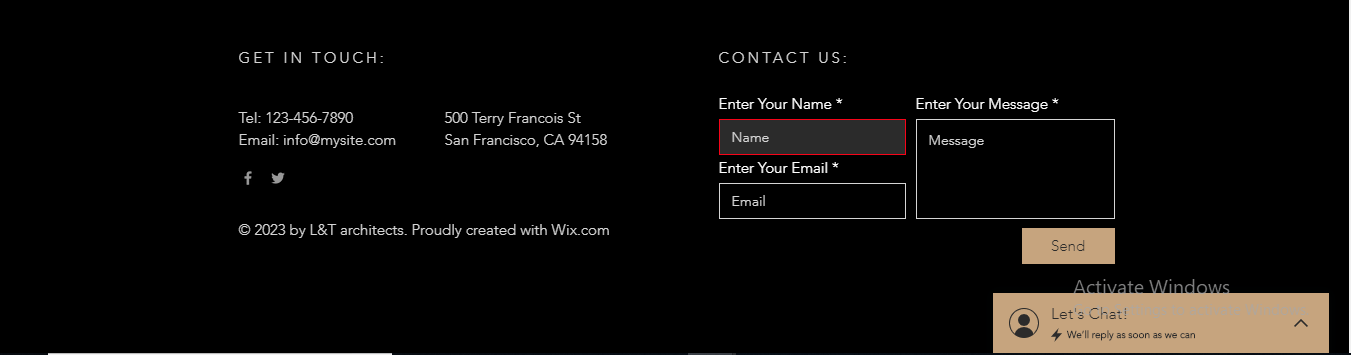 GET IN TOUCH:
Tel: 123-456-7890
Email: info@mysite.com
500 Terry Francois St
San Francisco, CA 94158
© 2023 by L&T architects. Proudly created with Wix.com
CONTACT US:
Enter Your Name *
Name
Enter Your Email *
Email
Enter Your Message *
Message
Send
Activate Windows
Let's Chat!
We'll reply as soon as we can